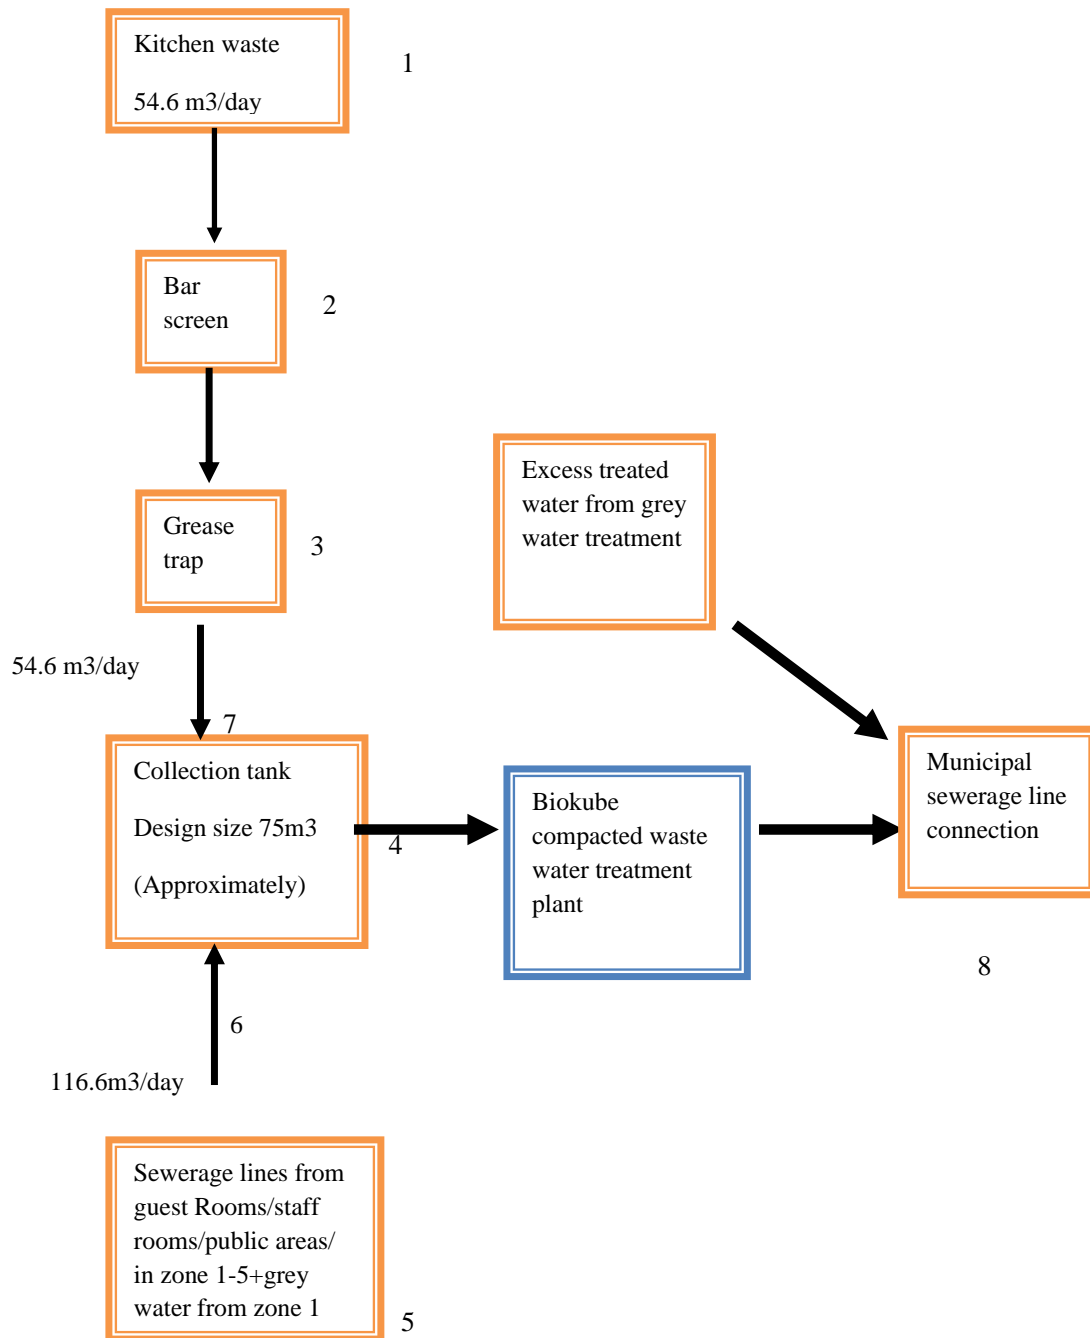 Kitchen waste
54.6 m3/day
1
Bar
screen
2
Grease
trap
3
Excess treated
water from grey
water treatment
54.6 m3/day
7
Collection tank
Design size 75m3
(Approximately)
4
Biokube
compacted waste
water treatment
plant
Municipal
sewerage line
connection
8
6
116.6m3/day
Sewerage lines from
guest Rooms/staff
rooms/public areas/
in zone 1-5+grey
water from zone 1
5